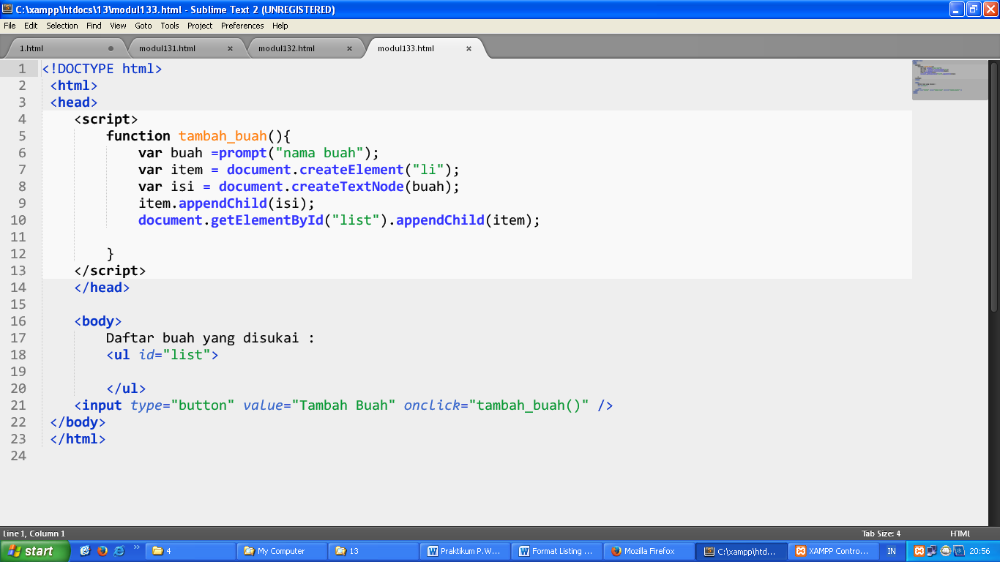 C:\xampp\htdocs\13\modul133.html - Sublime Text 2 (UNREGISTERED)
File Edit Selection Find View Goto Tools Project Preferences Help
1.html modul131.html modul132.html modul133.html
1 <!DOCTYPE html>
2 <html>
3 <head>
4 <script>
5 function tambah_buah(){
6 var buah =prompt("nama buah");
7 var item = document.createElement("li");
8 var isi = document.createTextNode(buah);
9 item.appendChild(isi);
10 document.getElementById("list").appendChild(item);
11
12 }
13 </script>
14 </head>
15
16 <body>
17 Daftar buah yang disukai :
18 <ul id="list">
19
20 </ul>
21 <input type="button" value="Tambah Buah" onclick="tambah_buah()" />
22 </body>
23 </html>
24
Line 1, Column 1 Tab Size: 4 HTML
start » 4 My Computer 13 Praktikum P.W... Format Listing ... Mozilla Firefox C:\xampp\htd... XAMPP Contro... IN 20:56